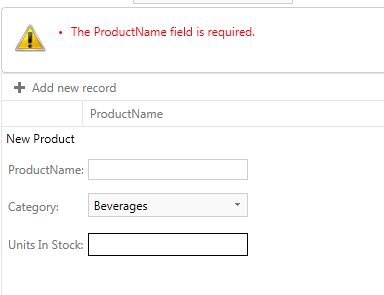 • The ProductName field is required.
Add new record
ProductName
New Product
ProductName:
Category: Beverages
Units In Stock: